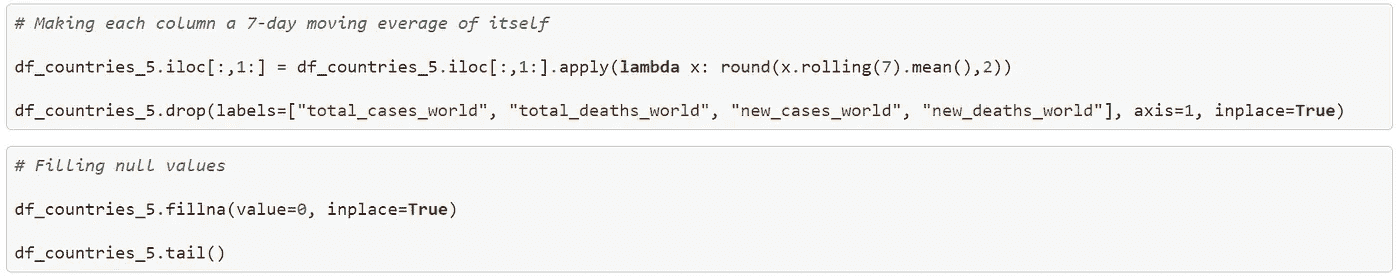 # Making each column a 7-day moving everage of itself
df_countries_5.iloc[:,1:] = df_countries_5.iloc[:,1:].apply(lambda x: round(x.rolling(7).mean(),2))
df_countries_5.drop(labels=["total_cases_world", "total_deaths_world", "new_cases_world", "new_deaths_world"], axis=1, inplace=True)
# Filling null values
df_countries_5.fillna(value=0, inplace=True)
df_countries_5.tail()